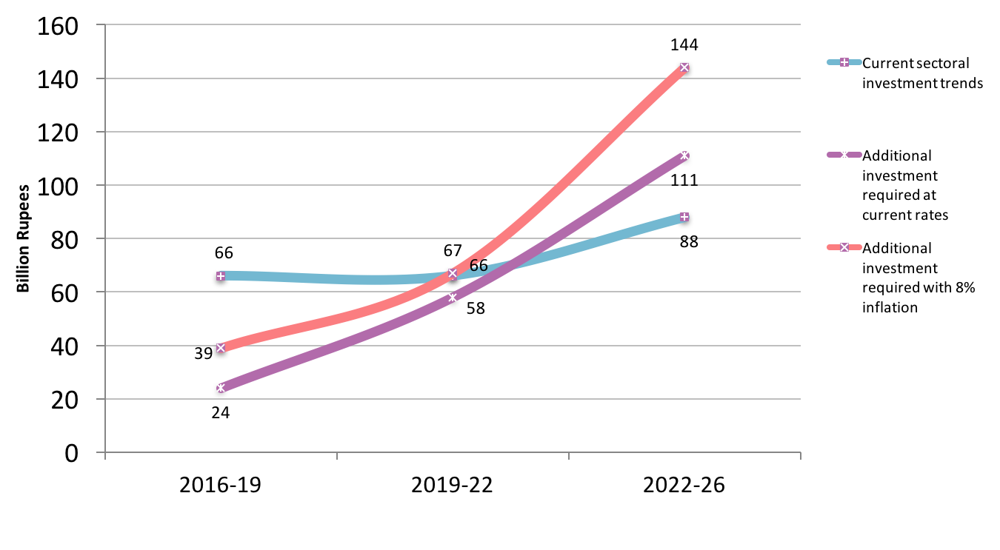 160
140
120
100
80
60
40
20
0
Billion Rupees
144
111
88
66
67
66
58
39
24
2016-19
2019-22
2022-26
Current sectoral
investment trends
Additional
investment
required at
current rates
Additional
investment
required with 8%
inflation